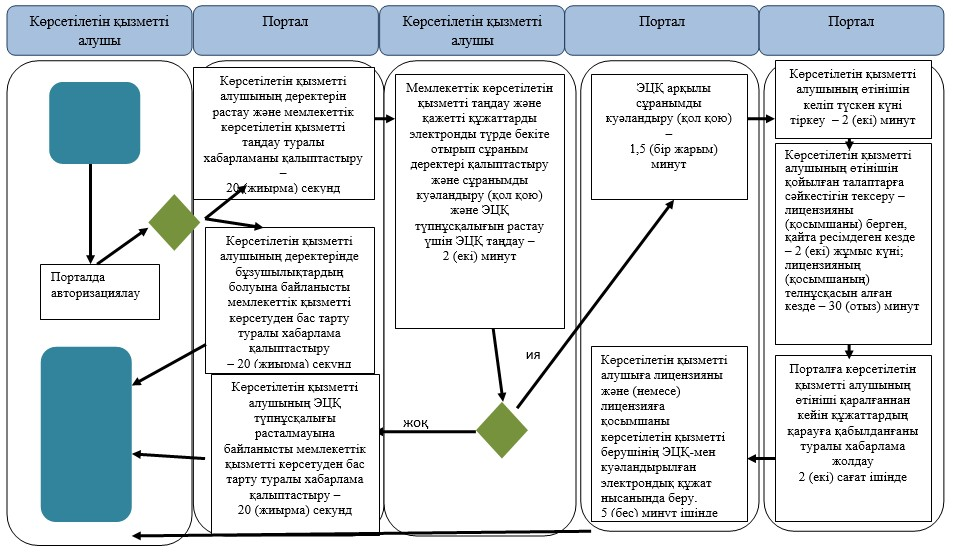 Көрсетілетін қызметті
алушы
Портал
Көрсетілетін қызметті
алушы
Портал
Портал
Порталда
авторизациялау
Көрсетілетін қызметті
алушының деректерін
растау және мемлекеттік
көрсетілетін қызметті
таңдау туралы
хабарламаны қалыптастыру
–
20 (жиырма) секунд
Көрсетілетін қызметті
алушының деректерінде
бұзушылықтардың
болуына байланысты
мемлекеттік қызметті
көрсетуден бас тарту
туралы хабарлама
қалыптастыру
– 20 (жиырма) секунд
Көрсетілетін қызметті
алушының ЭЦҚ
түпнұсқалығы
расталмауына
байланысты мемлекеттік
қызметті көрсетуден бас
тарту туралы хабарлама
қалыптастыру –
20 (жиырма) секунд
Мемлекеттік көрсетілетін
қызметті таңдау және
қажетті құжаттарды
электронды түрде бекіте
отырып сұраным
деректері қалыптастыру
және сұранымды
куәландыру (қол қою)
және ЭЦҚ
түпнұсқалығын растау
үшін ЭЦҚ таңдау –
2 (екі) минут
ия
жоқ
ЭЦҚ арқылы
сұранымды
куәландыру (қол қою)
–
1,5 (бір жарым)
минут
Көрсетілетін қызметті
алушыға лицензияны
және (немесе)
лицензияға
қосымшаны
көрсетілетін қызметті
берушінің ЭЦҚ-мен
куәландырылған
электрондық құжат
нысанында беру.
5 (бес) минут ішінде
Көрсетілетін қызметті
алушының өтінішін
келіп түскен күні
тіркеу – 2 (екі) минут
Көрсетілетін қызметті
алушының өтінішін
қойылған талаптарға
сәйкестігін тексеру –
лицензияны
(қосымшаны) берген,
қайта ресімдеген кезде
– 2 (екі) жұмыс күні;
лицензияның
(қосымшаның)
телнұсқасын алған
кезде – 30 (отыз) минут
Порталға көрсетілетін
қызметті алушының
өтініші қаралғаннан
кейін құжаттардың
қарауға қабылданғаны
туралы хабарлама
жолдау
2 (екі) сағат ішінде